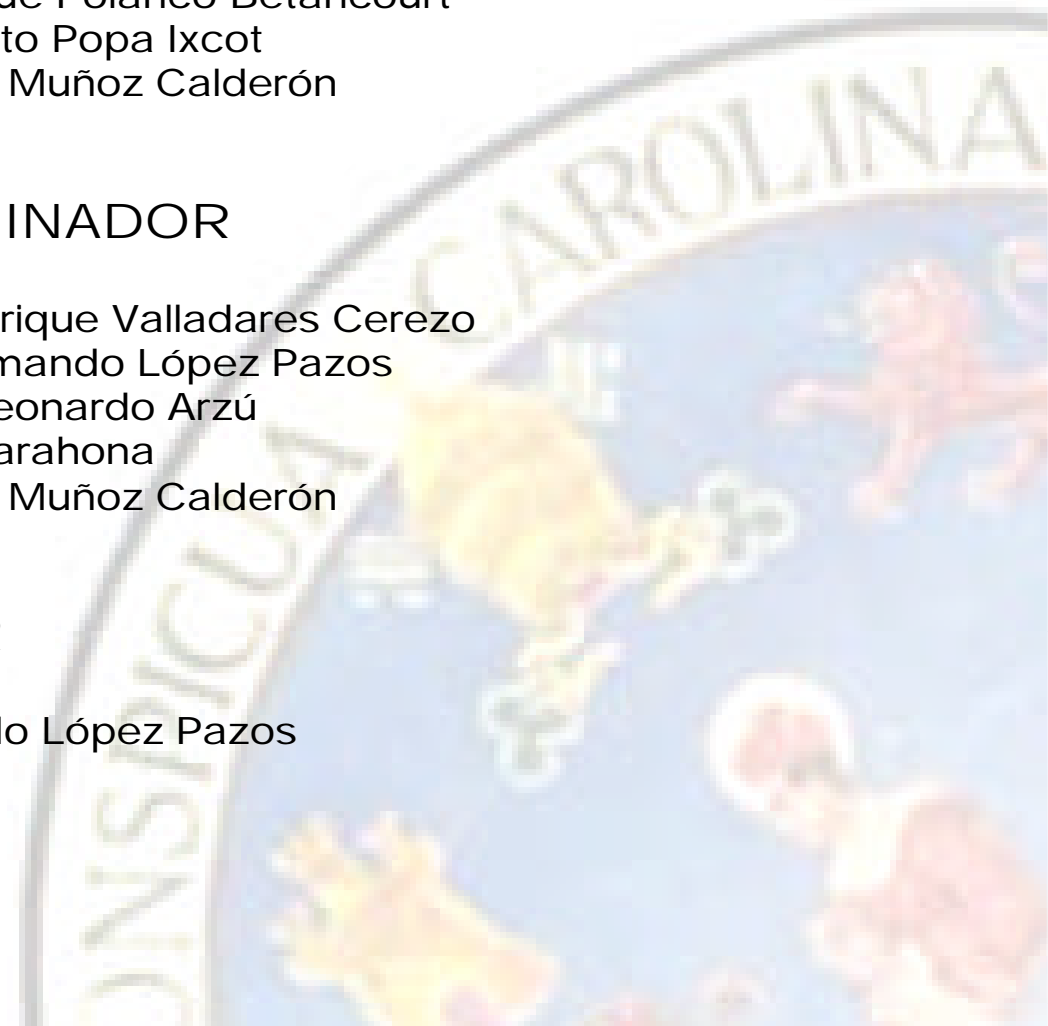 de Polanco Betancourt
to Popa Ixcot
Muñoz Calderón
INADOR
rique Valladares Cerezo
mando López Pazos
eonardo Arzú
arahona
Muñoz Calderón
lo López Pazos
CAROLINA
ONSPICUA